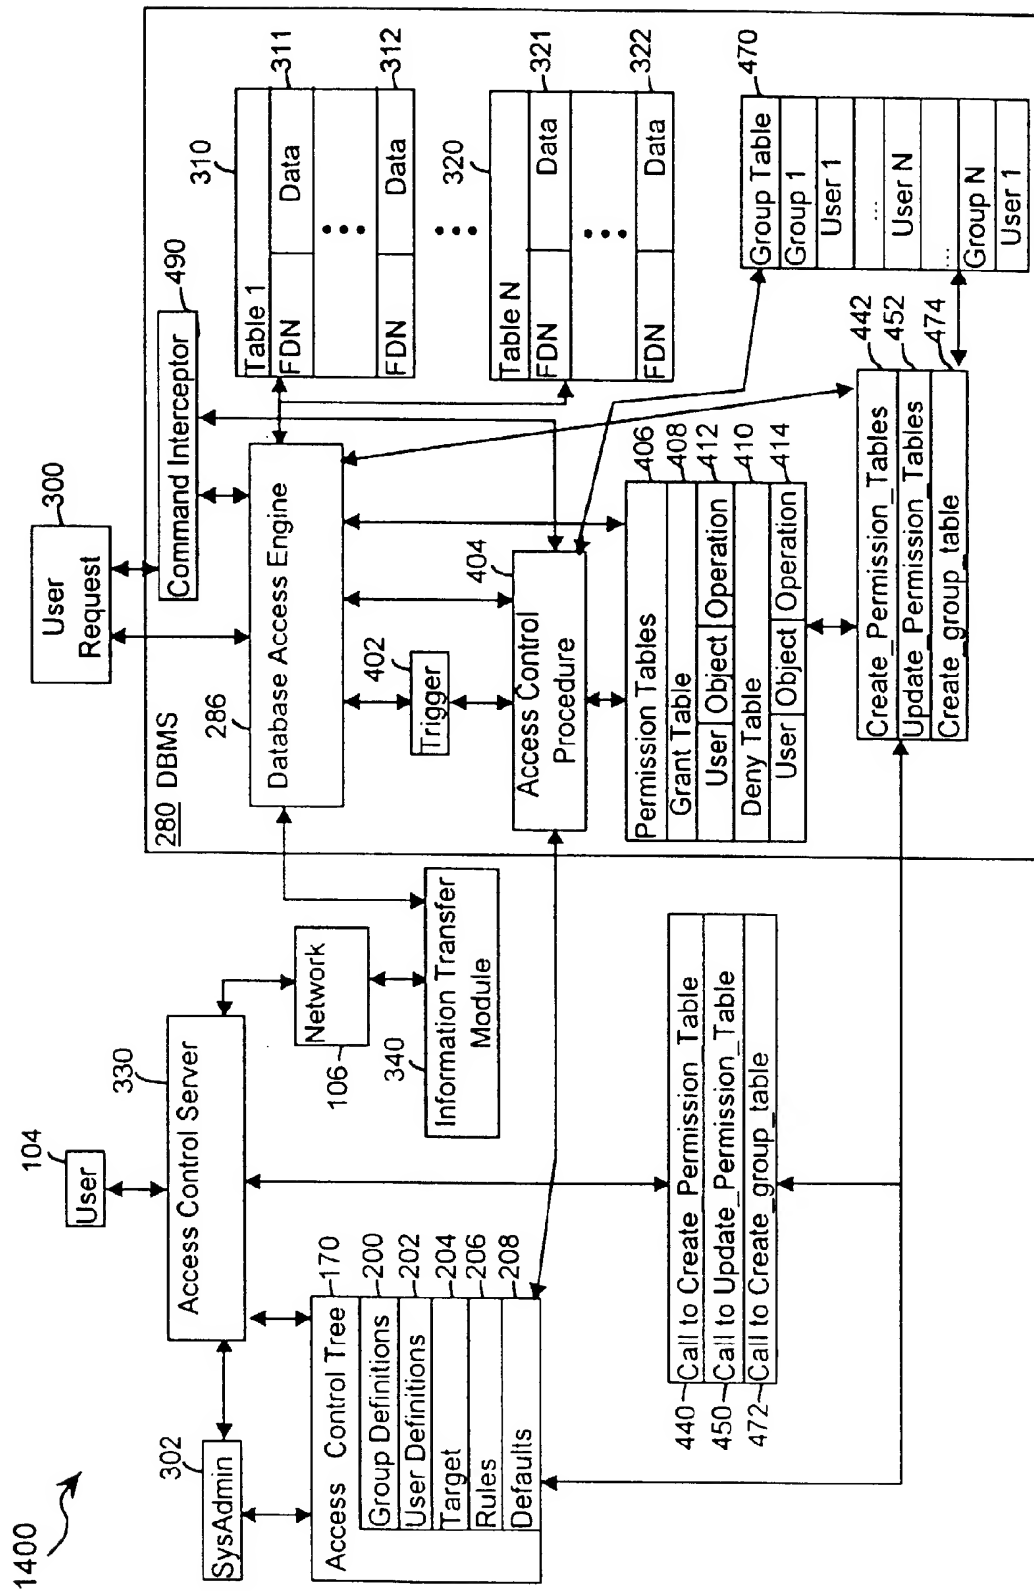 1400
302
SysAdmin
104
User
330
Access Control Server
Access Control Tree
170
Group Definitions
200
User Definitions
202
Target
204
Rules
206
Defaults
208
Network
106
340
Information Transfer
Module
440
Call to Create_Permission_Table
450
Call to Update_Permission_Table
472
Call to Create_group_table
300
User
Request
280 DBMS
490
Command Interceptor
286
Database Access Engine
402
Trigger
404
Access Control
Procedure
Permission Tables
406
Grant Table
408
User Object Operation
412
Deny Table
410
User Object Operation
414
Create_Permission_Tables
442
Update_Permission_Tables
452
Create_group_table
474
310
Table 1
FDN Data
311
•••
FDN Data
312
•••
320
Table N
FDN Data
321
•••
FDN Data
322
Group Table
470
Group 1
User 1
...
User N
...
Group N
User 1